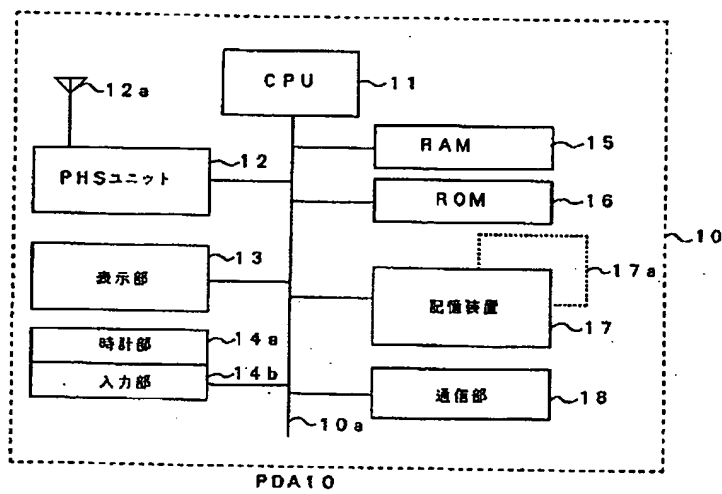 CPU
11
12a
RAM
15
PHSユニット
12
ROM
16
10
表示部
13
17a
記憶装置
17
時計部
14a
入力部
14b
通信部
18
10a
PDA10